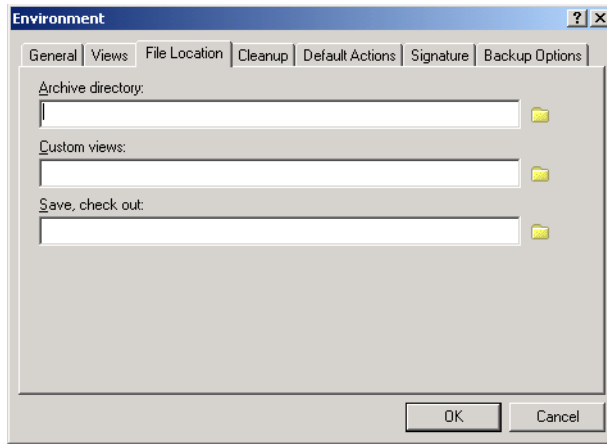 Environment
General Views File Location Cleanup Default Actions Signature Backup Options
Archive directory:
Custom views:
Save, check out:
OK Cancel